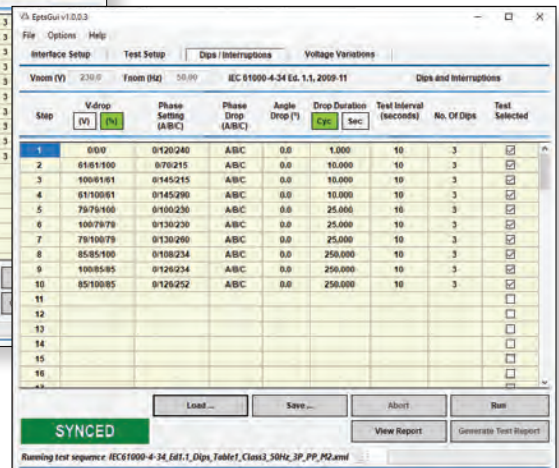 EptsGui v1.0.0.3
File Options Help
Interface Setup Test Setup Dips / Interruptions Voltage Variations
Vnom (V) 230.0 Fnom (Hz) 50.00 IEC 61000-4-34 Ed. 1.1, 2009-11 Dips and Interruptions
Step V-drop (V) (%) Phase Setting (A/B/C) Phase Drop (A/B/C) Angle Drop (°) Drop Duration Cyc Sec Test Interval (seconds) No. Of Dips Test Selected
1 0/0/0 0/120/240 A/B/C 0.0 1.000 10 3
2 61/61/100 0/70/215 A/B/C 0.0 10.000 10 3
3 100/61/61 0/145/215 A/B/C 0.0 10.000 10 3
4 61/100/61 0/145/290 A/B/C 0.0 10.000 10 3
5 79/79/100 0/100/230 A/B/C 0.0 25.000 10 3
6 100/79/79 0/130/230 A/B/C 0.0 25.000 10 3
7 79/100/79 0/130/260 A/B/C 0.0 25.000 10 3
8 85/85/100 0/108/234 A/B/C 0.0 250.000 10 3
9 100/85/85 0/126/234 A/B/C 0.0 250.000 10 3
10 85/100/85 0/126/252 A/B/C 0.0 250.000 10 3
11
12
13
14
15
16
Load ... Save ... Abort Run
SYNCED View Report Generate Test Report
Running test sequence IEC61000-4-34_Ed1.1_Dips_Table1_Class3_50Hz_3P_PP_M2.xml
3
3
3
3
3
3
3
3
3
3